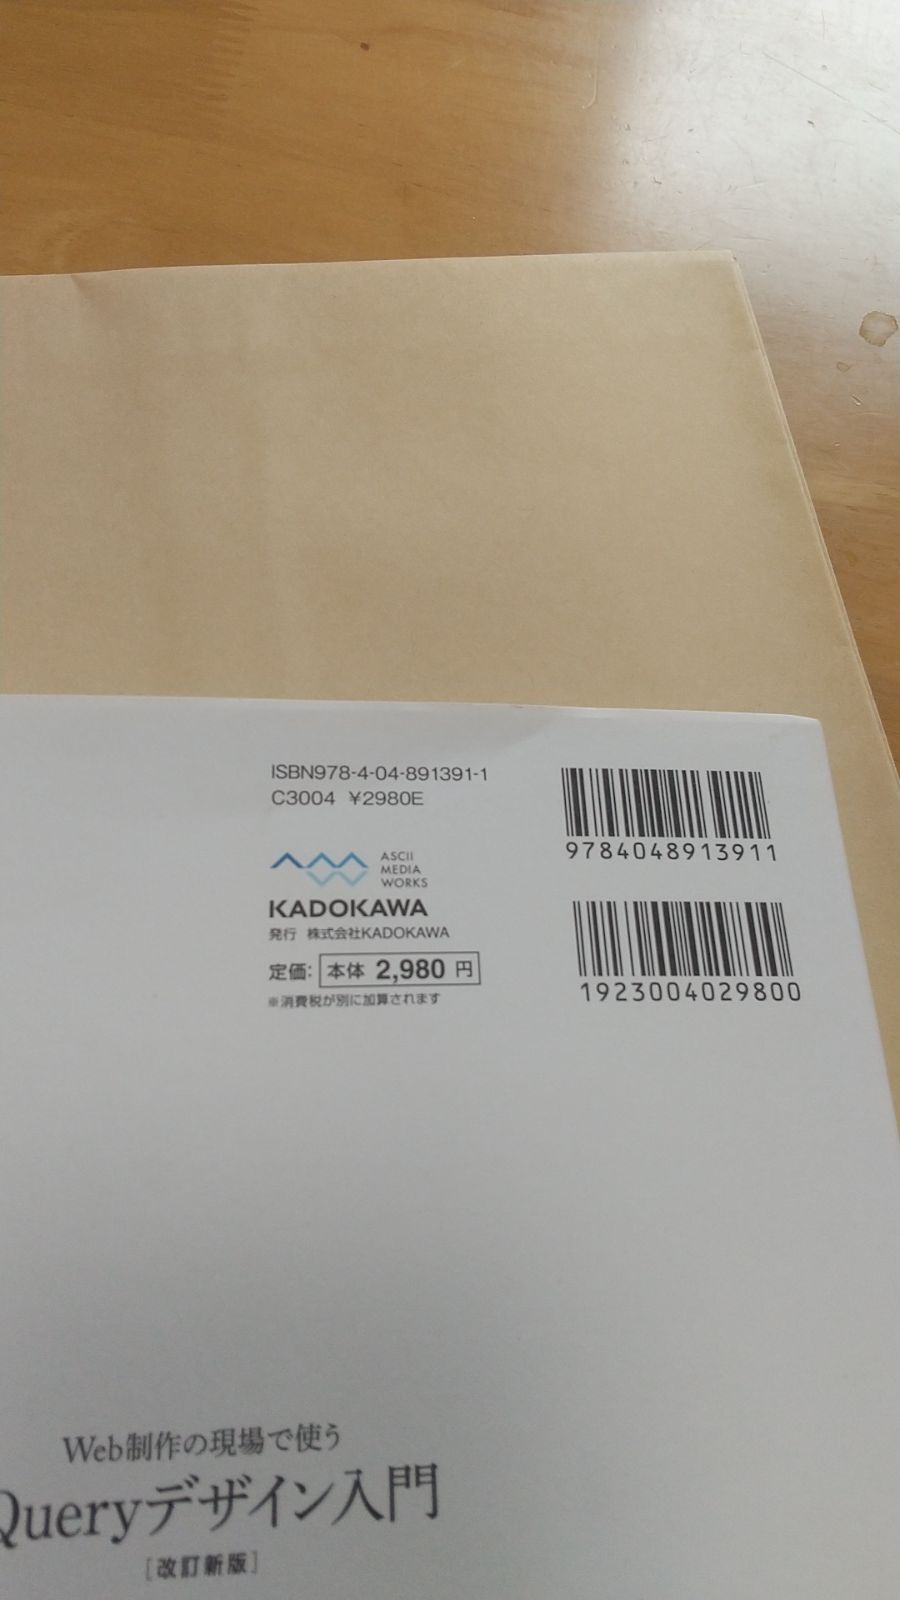 ISBN978-4-04-891391-1
C3004 ¥2980E
9784048913911
ASCII
MEDIA
WORKS
KADOKAWA
発行 株式会社KADOKAWA
定価: 本体 2,980 円
※消費税が別に加算されます
1923004029800
Web制作の現場で使う
Queryデザイン入門
[改訂新版]